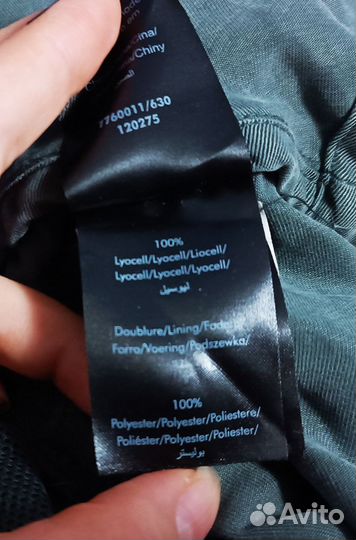 Cina/
/Chiny
الصين
7760011/630
120275
100%
Lyocell/Lyocell/Liocell/
Lyocell/Lyocell/Lyocell/
ليوسيل
Doublure/Lining/Fodera/
Forro/Voering/Podszewka/
100%
Polyester/Polyester/Poliestere/
Poliéster/Polyester/Poliester/
بوليستر
Avito